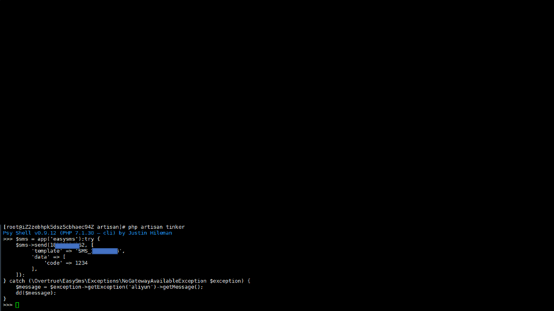 [root@iZ2zebhpk5dsz5cbhaec04Z artisan]# php artisan tinker
Psy Shell v0.9.12 (PHP 7.1.30 — cli) by Justin Hileman
>>> $sms = app('easysms');try {
    $sms->send(18 82, [
        'template' => 'SMS_ ',
        'data' => [
            'code' => 1234
        ],
    ]);
} catch (\Overtrue\EasySms\Exceptions\NoGatewayAvailableException $exception) {
    $message = $exception->getException('aliyun')->getMessage();
    dd($message);
}
>>>